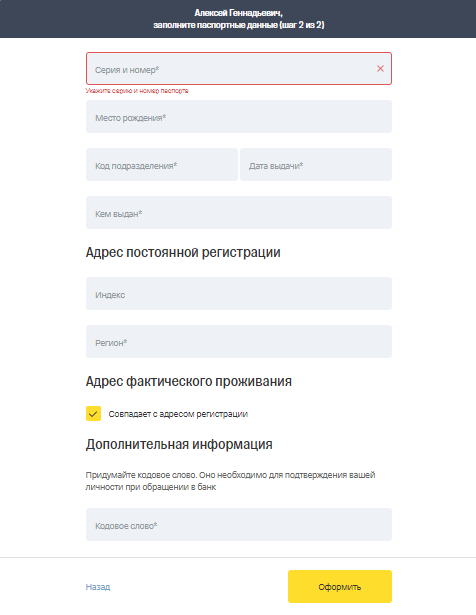 Алексей Геннадьевич,
заполните паспортные данные (шаг 2 из 2)
Серия и номер*
Укажите серию и номер паспорта
Место рождения*
Код подразделения*
Дата выдачи*
Кем выдан*
Адрес постоянной регистрации
Индекс
Регион*
Адрес фактического проживания
Совпадает с адресом регистрации
Дополнительная информация
Придумайте кодовое слово. Оно необходимо для подтверждения вашей
личности при обращении в банк
Кодовое слово*
Назад
Оформить